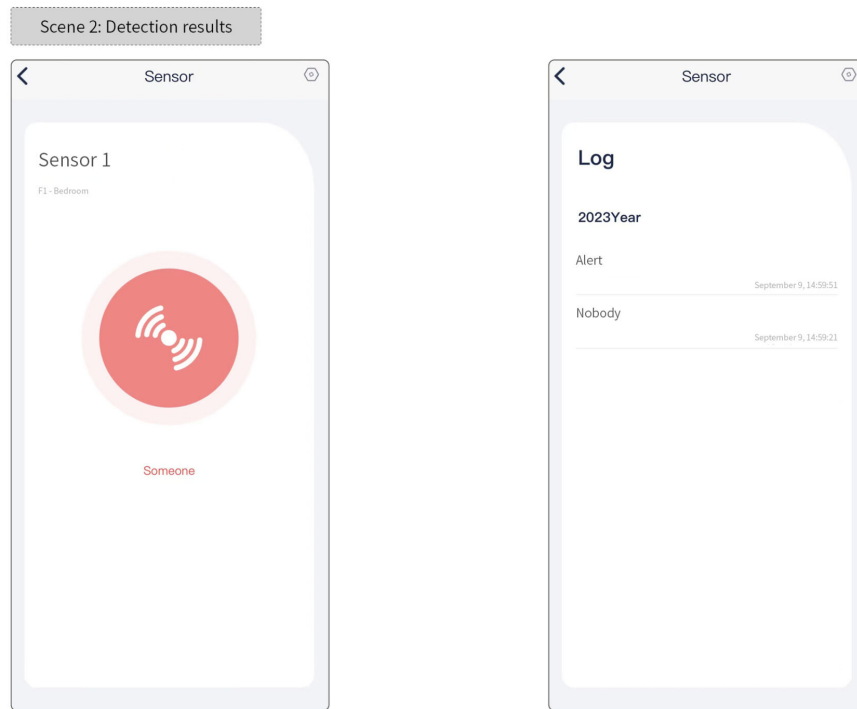 Scene 2: Detection results
Sensor
Sensor 1
F1 - Bedroom
Someone
Sensor
Log
2023Year
Alert
September 9, 14:59:51
Nobody
September 9, 14:59:21